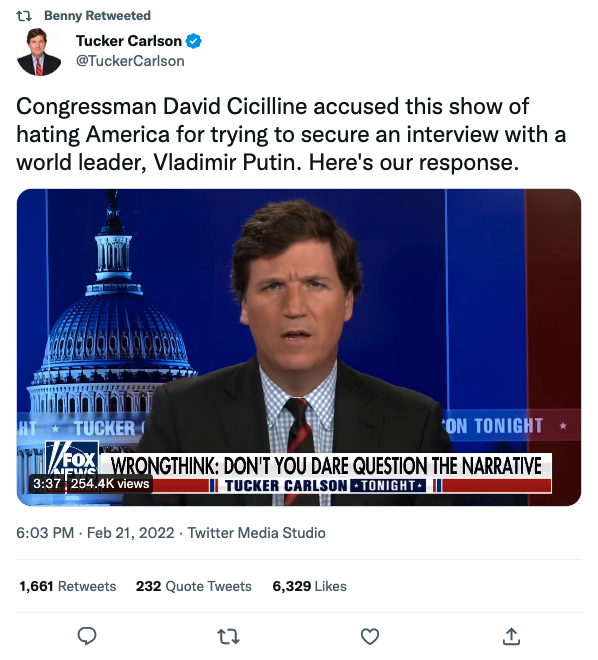 Benny Retweeted
Tucker Carlson
@TuckerCarlson
Congressman David Cicilline accused this show of
hating America for trying to secure an interview with a
world leader, Vladimir Putin. Here's our response.
HT ★ TUCKER
ON TONIGHT ★
FOX
NEWS
WRONGTHINK: DON'T YOU DARE QUESTION THE NARRATIVE
TUCKER CARLSON ★TONIGHT★
3:37 254.4K views
6:03 PM · Feb 21, 2022 · Twitter Media Studio
1,661 Retweets 232 Quote Tweets 6,329 Likes